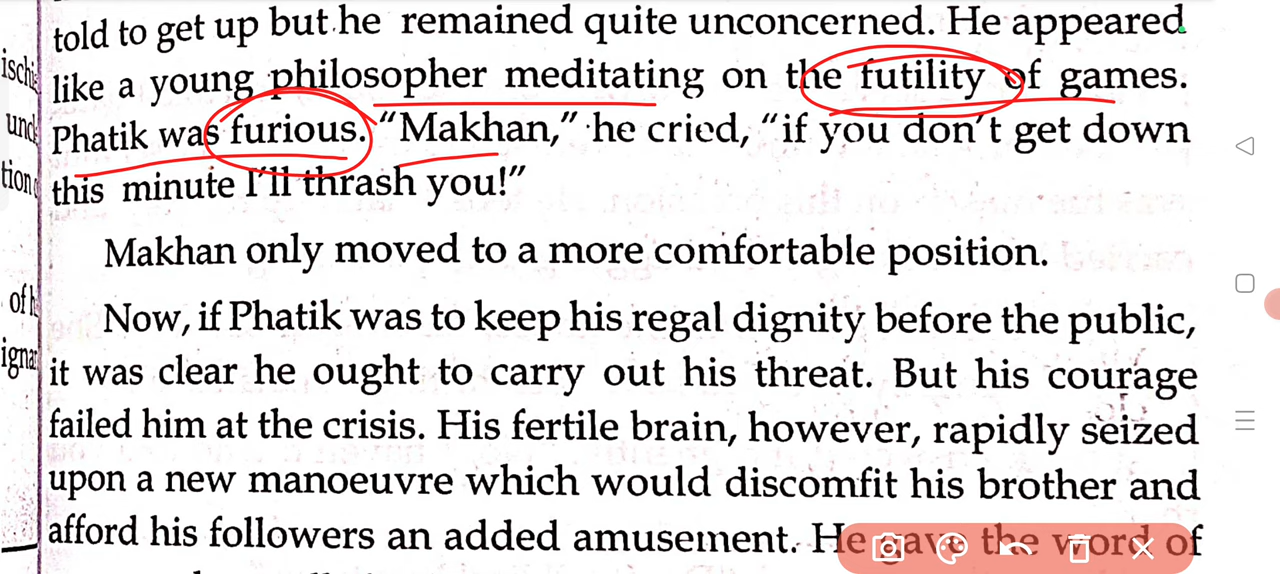 told to get up but he remained quite unconcerned. He appeared
like a young philosopher meditating on the futility of games.
Phatik was furious. “Makhan,” he cried, “if you don’t get down
this minute I’ll thrash you!”
Makhan only moved to a more comfortable position.
Now, if Phatik was to keep his regal dignity before the public,
it was clear he ought to carry out his threat. But his courage
failed him at the crisis. His fertile brain, however, rapidly seized
upon a new manoeuvre which would discomfit his brother and
afford his followers an added amusement. He gave the word of